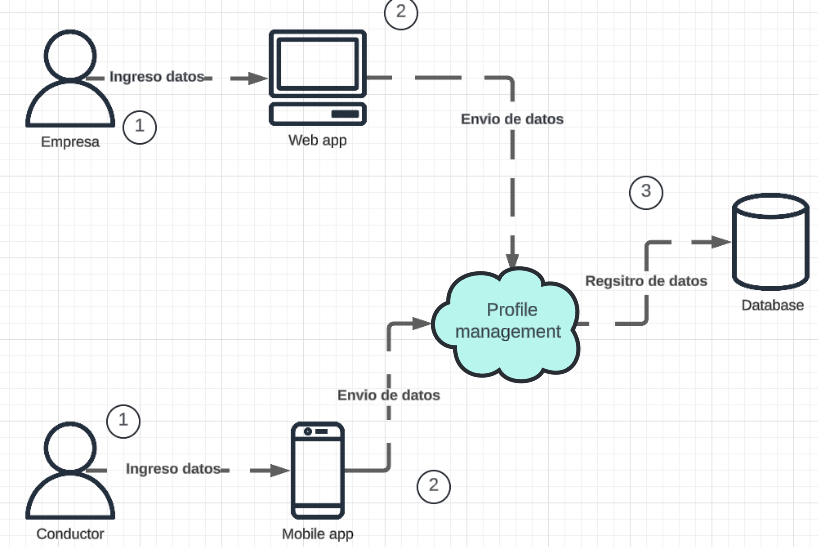 2
Ingreso datos
Empresa
1
Web app
Envio de datos
3
Regsitro de datos
Database
Profile
management
Envio de datos
1
Ingreso datos
Conductor
Mobile app
2